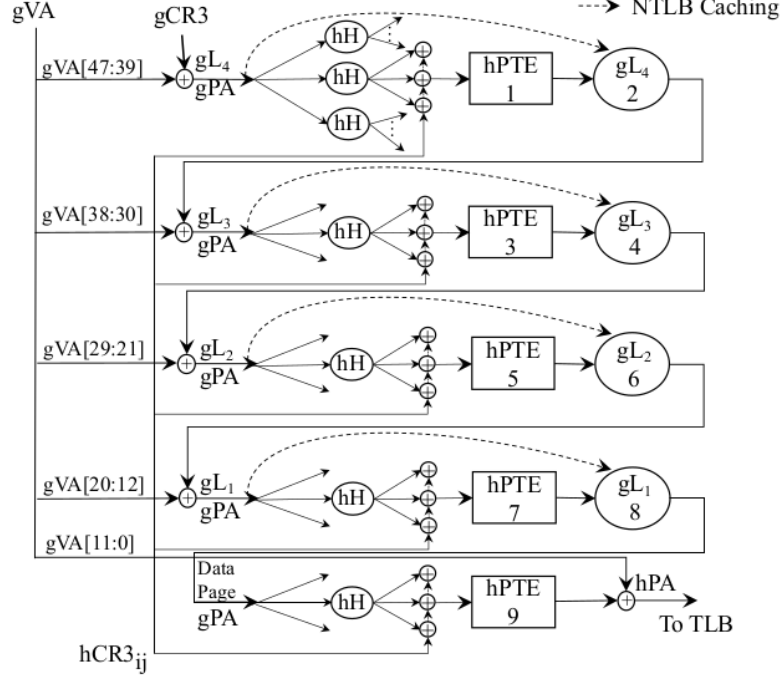 gVA
gCR3
NTLB Caching
gVA[47:39]
gL4
gPA
hH
hH
hH
hPTE
1
gL4
2
gVA[38:30]
gL3
gPA
hH
hPTE
3
gL3
4
gVA[29:21]
gL2
gPA
hH
hPTE
5
gL2
6
gVA[20:12]
gL1
gPA
hH
hPTE
7
gL1
8
gVA[11:0]
Data
Page
gPA
hH
hPTE
9
hPA
To TLB
hCR3ij